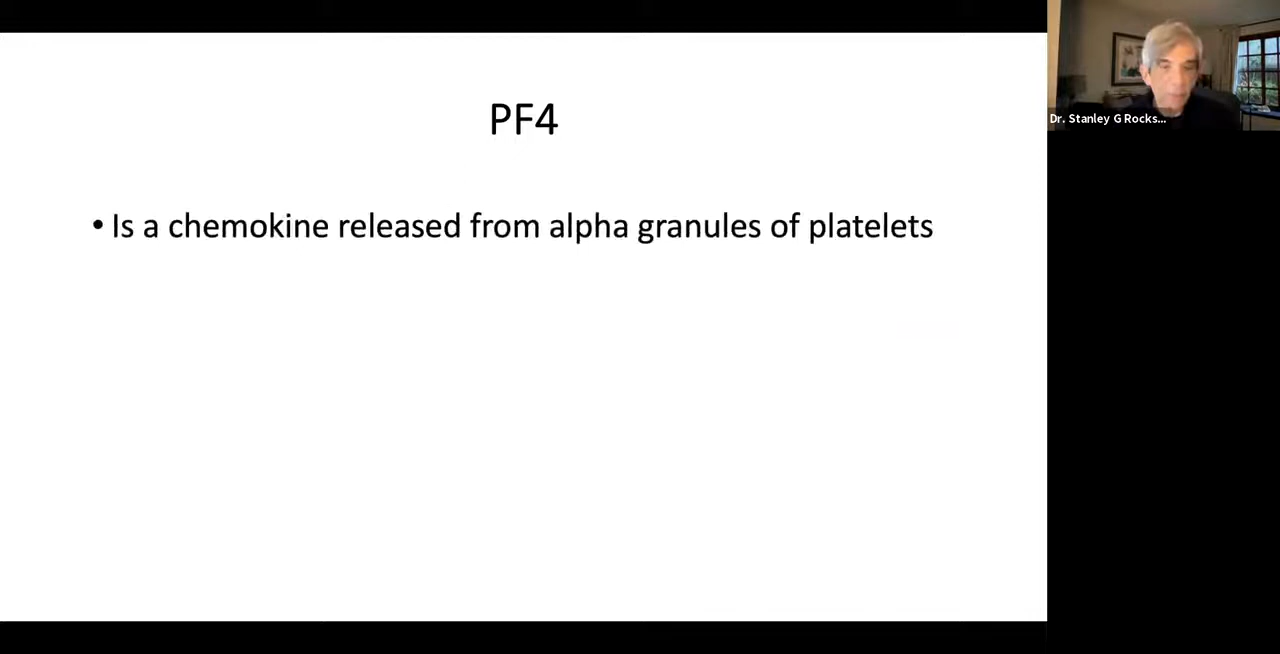 PF4
• Is a chemokine released from alpha granules of platelets
Dr. Stanley G Rocks...